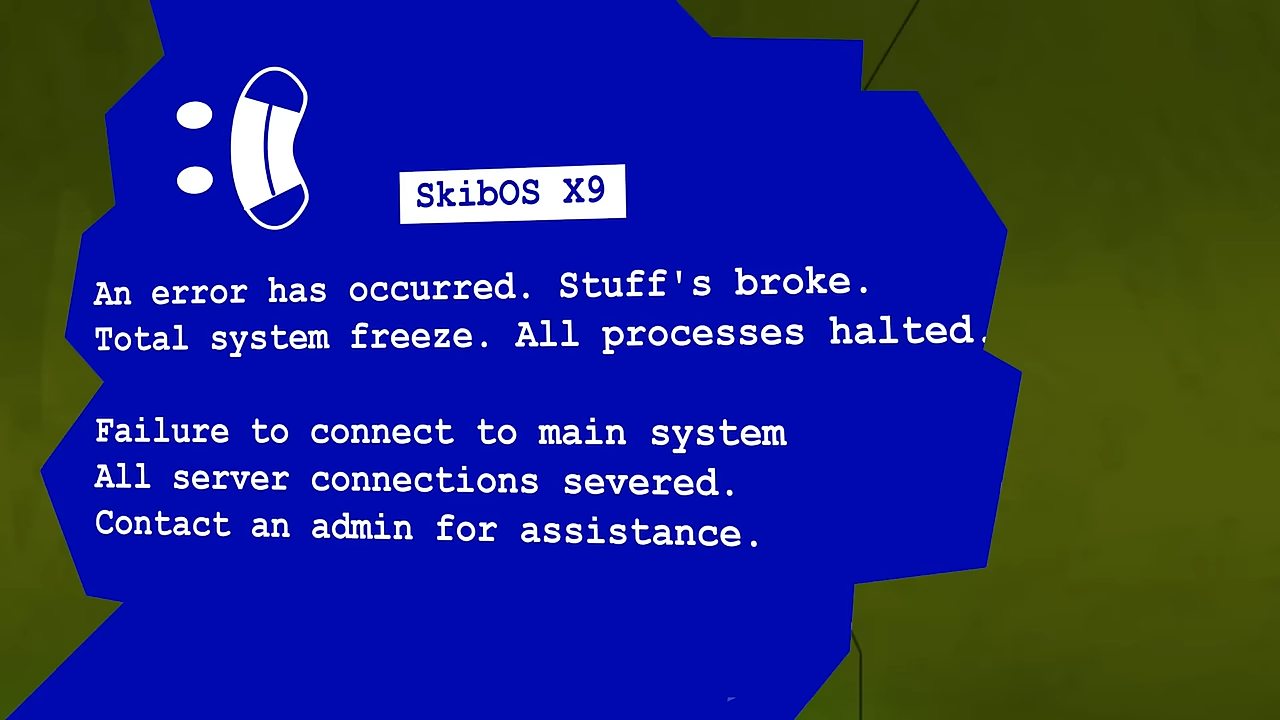 SkibOS X9
An error has occurred. Stuff's broke.
Total system freeze. All processes halted.
Failure to connect to main system
All server connections severed.
Contact an admin for assistance.